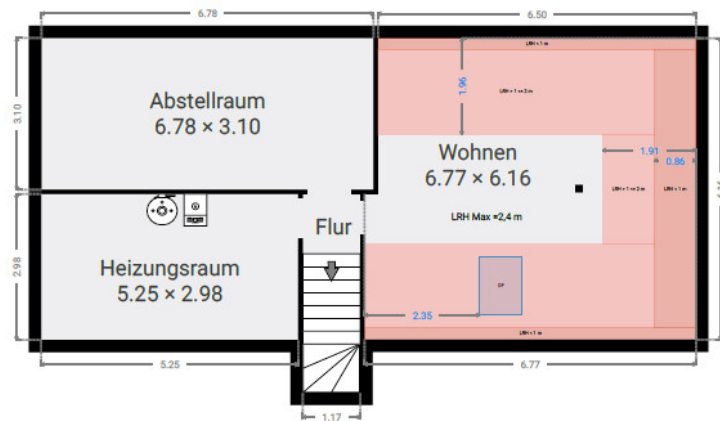 6.78
6.50
LRH < 1 m
3.10
Abstellraum
6.78 × 3.10
1.96
LRH > 1 <= 2 m
Wohnen
6.77 × 6.16
1.91
0.86
LRH > 1 <= 2 m
LRH < 1 m
LRH Max =2,4 m
Flur
2.98
Heizungsraum
5.25 × 2.98
DF
2.35
LRH < 1 m
5.25
6.77
1.17